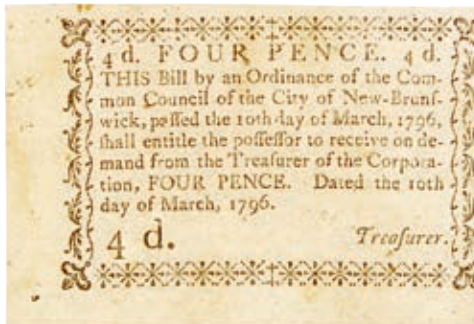 4 d. FOUR PENCE. 4 d.
THIS Bill by an Ordinance of the Com-
mon Council of the City of New-Brunſ-
wick, paſſed the 10th day of March, 1796,
ſhall entitle the poſſeſſor to receive on de-
mand from the Treaſurer of the Corpora-
tion, FOUR PENCE. Dated the 10th
day of March, 1796.
4 d. Treaſurer.